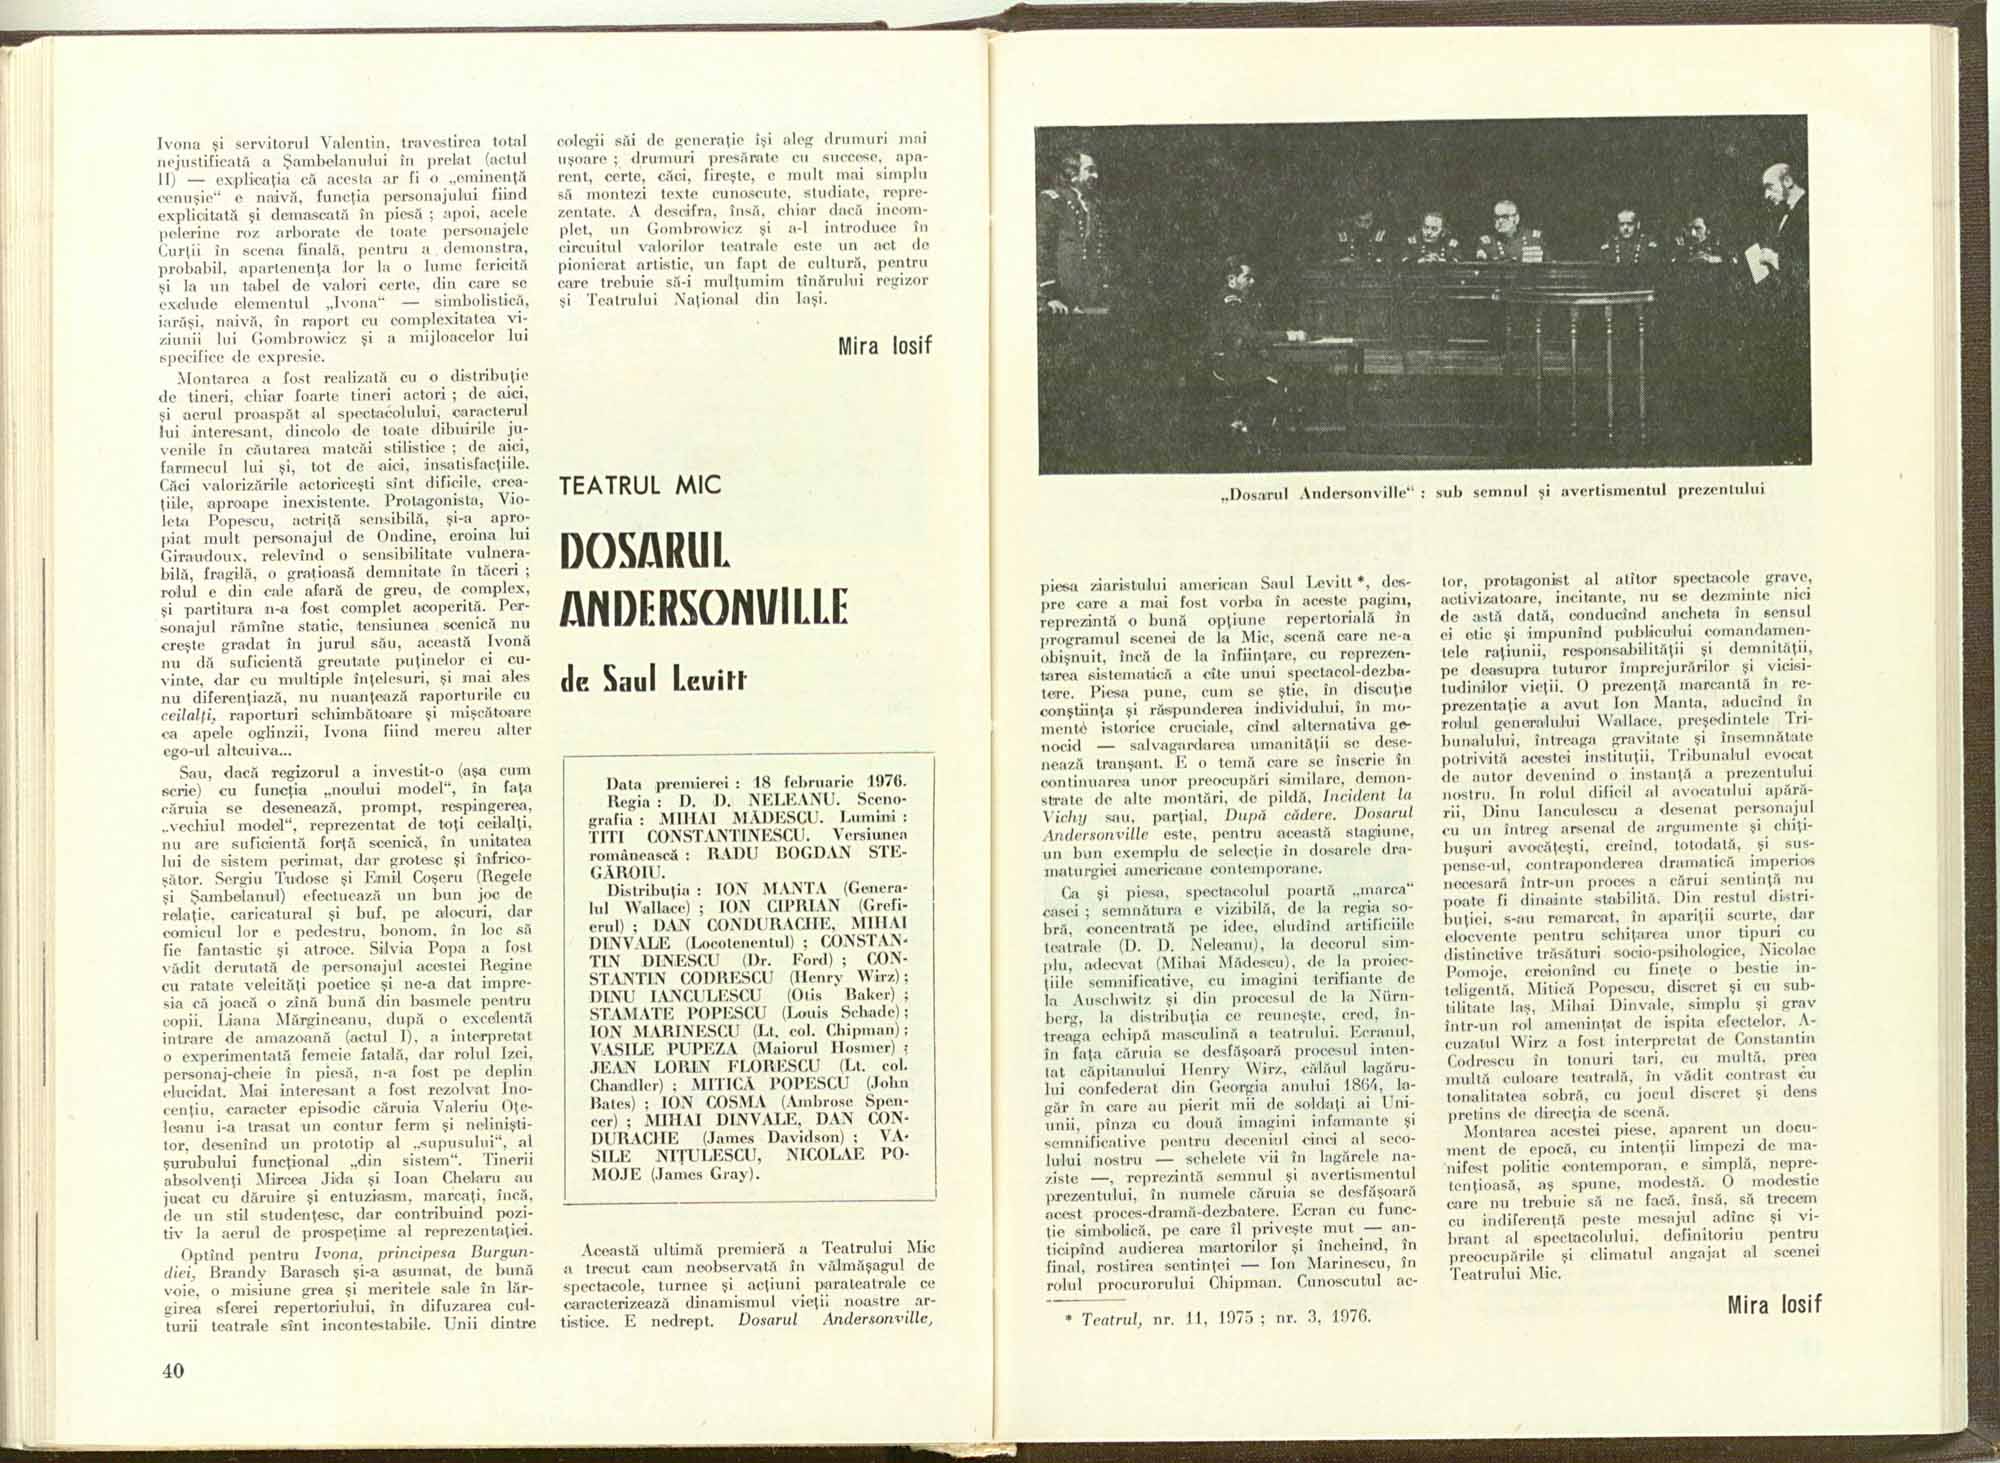 Ivona şi servitorul Valentin, travestirea total
nejustificată a Şambelanului în prelat (actul
II) — explicaţia că acesta ar fi o „eminenţă
cenuşie“ e naivă, funcţia personajului fiind
explicitată şi demascată în piesă ; apoi, acele
pelerine roz arborate de toate personajele
Curţii în scena finală, pentru a demonstra,
probabil, apartenenţa lor la o lume fericită
şi la un tabel de valori certe, din care se
exclude elementul „Ivona“ — simbolistică,
iarăşi, naivă, în raport cu complexitatea vi-
ziunii lui Gombrowicz şi a mijloacelor lui
specifice de expresie.
Montarea a fost realizată cu o distribuţie
de tineri, chiar foarte tineri actori ; de aici,
şi aerul proaspăt al spectacolului, caracterul
lui interesant, dincolo de toate dibuirile ju-
venile în căutarea matcăi stilistice ; de aici,
farmecul lui şi, tot de aici, insatisfacţiile.
Căci valorizările actoriceşti sînt dificile, crea-
ţiile, aproape inexistente. Protagonista, Vio-
leta Popescu, actriţă sensibilă, şi-a apro-
piat mult personajul de Ondine, eroina lui
Giraudoux, relevînd o sensibilitate vulnera-
bilă, fragilă, o graţioasă demnitate în tăceri ;
rolul e din cale afară de greu, de complex,
şi partitura n-a fost complet acoperită. Per-
sonajul rămîne static, tensiunea scenică nu
creşte gradat în jurul său, această Ivonă
nu dă suficientă greutate puţinelor ei cu-
vinte, dar cu multiple înţelesuri, şi mai ales
nu diferenţiază, nu nuanţează raporturile cu
ceilalţi, raporturi schimbătoare şi mişcătoare
ca apele oglinzii, Ivona fiind mereu alter
ego-ul altcuiva...
Sau, dacă regizorul a investit-o (aşa cum
scrie) cu funcţia „noului model“, în faţa
căruia se desenează, prompt, respingerea,
„vechiul model“, reprezentat de toţi ceilalţi,
nu are suficientă forţă scenică, în unitatea
lui de sistem perimat, dar grotesc şi înfrico-
şător. Sergiu Tudose şi Emil Coşeru (Regele
şi Şambelanul) efectuează un bun joc de
relaţie, caricatural şi buf, pe alocuri, dar
comicul lor e pedestru, bonom, în loc să
fie fantastic şi atroce. Silvia Popa a fost
vădit derutată de personajul acestei Regine
cu ratate veleităţi poetice şi ne-a dat impre-
sia că joacă o zînă bună din basmele pentru
copii. Liana Mărgineanu, după o excelentă
intrare de amazoană (actul I), a interpretat
o experimentată femeie fatală, dar rolul Izei,
personaj-cheie în piesă, n-a fost pe deplin
elucidat. Mai interesant a fost rezolvat Ino-
cenţiu, caracter episodic căruia Valeriu Oţe-
leanu i-a trasat un contur ferm şi nelinişti-
tor, desenînd un prototip al „supusului“, al
şurubului funcţional „din sistem“. Tinerii
absolvenţi Mircea Jida şi Ioan Chelaru au
jucat cu dăruire şi entuziasm, marcaţi, încă,
de un stil studenţesc, dar contribuind pozi-
tiv la aerul de prospeţime al reprezentaţiei.
Optînd pentru Ivona, principesa Burgun-
diei, Brandy Barasch şi-a asumat, de bună
voie, o misiune grea şi meritele sale în lăr-
girea sferei repertoriului, în difuzarea cul-
turii teatrale sînt incontestabile. Unii dintre
40
colegii săi de generaţie îşi aleg drumuri mai
uşoare ; drumuri presărate cu succese, apa-
rent, certe, căci, fireşte, e mult mai simplu
să montezi texte cunoscute, studiate, repre-
zentate. A descifra, însă, chiar dacă incom-
plet, un Gombrowicz şi a-l introduce în
circuitul valorilor teatrale este un act de
pionierat artistic, un fapt de cultură, pentru
care trebuie să-i mulţumim tînărului regizor
şi Teatrului Naţional din Iaşi.
Mira Iosif
TEATRUL MIC
DOSARUL
ANDERSONVILLE
de Saul Levitt
Data premierei : 18 februarie 1976.
Regia : D. D. NELEANU. Sceno-
grafia : MIHAI MĂDESCU. Lumini :
TITI CONSTANTINESCU. Versiunea
românească : RADU BOGDAN STE-
GĂROIU.
Distribuţia : ION MANTA (Genera-
lul Wallace) ; ION CIPRIAN (Grefi-
erul) ; DAN CONDURACHE, MIHAI
DINVALE (Locotenentul) ; CONSTAN-
TIN DINESCU (Dr. Ford) ; CON-
STANTIN CODRESCU (Henry Wirz) ;
DINU IANCULESCU (Otis Baker) ;
STAMATE POPESCU (Louis Schade) ;
ION MARINESCU (Lt. col. Chipman) ;
VASILE PUPEZA (Maiorul Hosmer) ;
JEAN LORIN FLORESCU (Lt. col.
Chandler) ; MITICĂ POPESCU (John
Bates) ; ION COSMA (Ambrose Spen-
cer) ; MIHAI DINVALE, DAN CON-
DURACHE (James Davidson) ; VA-
SILE NIŢULESCU, NICOLAE PO-
MOJE (James Gray).
Această ultimă premieră a Teatrului Mic
a trecut cam neobservată în vălmăşagul de
spectacole, turnee şi acţiuni parateatrale ce
caracterizează dinamismul vieţii noastre ar-
tistice. E nedrept. Dosarul Andersonville,
„Dosarul Andersonville“ : sub semnul şi avertismentul prezentului
piesa ziaristului american Saul Levitt *, des-
pre care a mai fost vorba în aceste pagini,
reprezintă o bună opţiune repertorială în
programul scenei de la Mic, scenă care ne-a
obişnuit, încă de la înfiinţare, cu reprezen-
tarea sistematică a cîte unui spectacol-dezba-
tere. Piesa pune, cum se ştie, în discuţie
conştiinţa şi răspunderea individului, în mo-
mente istorice cruciale, cînd alternativa ge-
nocid — salvagardarea umanităţii se dese-
nează tranşant. E o temă care se înscrie în
continuarea unor preocupări similare, demon-
strate de alte montări, de pildă, Incident la
Vichy sau, parţial, După cădere. Dosarul
Andersonville este, pentru această stagiune,
un bun exemplu de selecţie în dosarele dra-
maturgiei americane contemporane.
Ca şi piesa, spectacolul poartă „marca“
casei ; semnătura e vizibilă, de la regia so-
bră, concentrată pe idee, eludînd artificiile
teatrale (D. D. Neleanu), la decorul sim-
plu, adecvat (Mihai Mădescu), de la proiec-
ţiile semnificative, cu imagini terifiante de
la Auschwitz şi din procesul de la Nürn-
berg, la distribuţia ce reuneşte, cred, în-
treaga echipă masculină a teatrului. Ecranul,
în faţa căruia se desfăşoară procesul inten-
tat căpitanului Henry Wirz, călăul lagăru-
lui confederat din Georgia anului 1864, la-
găr în care au pierit mii de soldaţi ai Uni-
unii, pînza cu două imagini infamante şi
semnificative pentru deceniul cinci al seco-
lului nostru — schelete vii în lagărele na-
ziste —, reprezintă semnul şi avertismentul
prezentului, în numele căruia se desfăşoară
acest proces-dramă-dezbatere. Ecran cu func-
ţie simbolică, pe care îl priveşte mut — an-
ticipînd audierea martorilor şi încheind, în
final, rostirea sentinţei — Ion Marinescu, în
rolul procurorului Chipman. Cunoscutul ac-
* Teatrul, nr. 11, 1975 ; nr. 3, 1976.
tor, protagonist al atîtor spectacole grave,
activizatoare, incitante, nu se dezminte nici
de astă dată, conducînd ancheta în sensul
ei etic şi impunînd publicului comandamen-
tele raţiunii, responsabilităţii şi demnităţii,
pe deasupra tuturor împrejurărilor şi vicisi-
tudinilor vieţii. O prezenţă marcantă în re-
prezentaţie a avut Ion Manta, aducînd în
rolul generalului Wallace, preşedintele Tri-
bunalului, întreaga gravitate şi însemnătate
potrivită acestei instituţii, Tribunalul evocat
de autor devenind o instanţă a prezentului
nostru. In rolul dificil al avocatului apără-
rii, Dinu Ianculescu a desenat personajul
cu un întreg arsenal de argumente şi chiţi-
buşuri avocăţeşti, creînd, totodată, şi sus-
pense-ul, contraponderea dramatică imperios
necesară într-un proces a cărui sentinţă nu
poate fi dinainte stabilită. Din restul distri-
buţiei, s-au remarcat, în apariţii scurte, dar
elocvente pentru schiţarea unor tipuri cu
distinctive trăsături socio-psihologice, Nicolae
Pomoje, creionînd cu fineţe o bestie in-
teligentă, Mitică Popescu, discret şi cu sub-
tilitate laş, Mihai Dinvale, simplu şi grav
într-un rol ameninţat de ispita efectelor. A-
cuzatul Wirz a fost interpretat de Constantin
Codrescu în tonuri tari, cu multă, prea
multă culoare teatrală, în vădit contrast cu
tonalitatea sobră, cu jocul discret şi dens
pretins de direcţia de scenă.
Montarea acestei piese, aparent un docu-
ment de epocă, cu intenţii limpezi de ma-
nifest politic contemporan, e simplă, nepre-
tenţioasă, aş spune, modestă. O modestie
care nu trebuie să ne facă, însă, să trecem
cu indiferenţă peste mesajul adînc şi vi-
brant al spectacolului, definitoriu pentru
preocupările şi climatul angajat al scenei
Teatrului Mic.
Mira Iosif